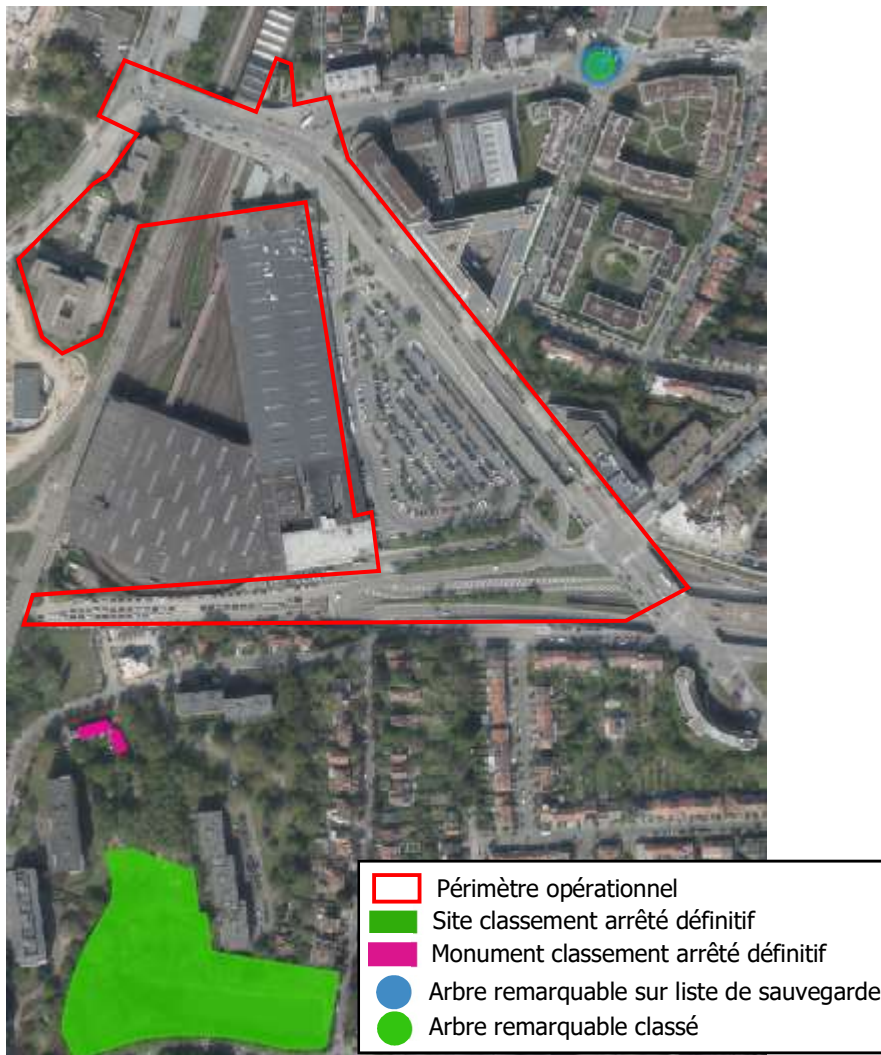 Périmètre opérationnel
Site classement arrêté définitif
Monument classement arrêté définitif
Arbre remarquable sur liste de sauvegarde
Arbre remarquable classé